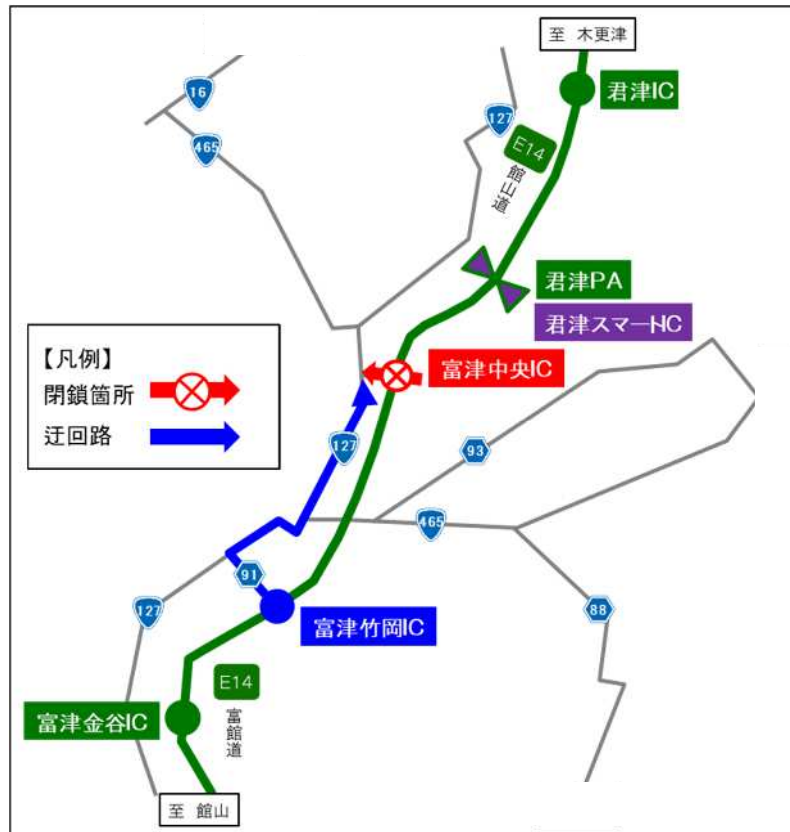 至 木更津
君津IC
16
127
465
E14
館山道
君津PA
君津スマートIC
【凡例】
閉鎖箇所
迂回路
富津中央IC
127
93
465
91
127
88
富津竹岡IC
E14
富館道
富津金谷IC
至 館山